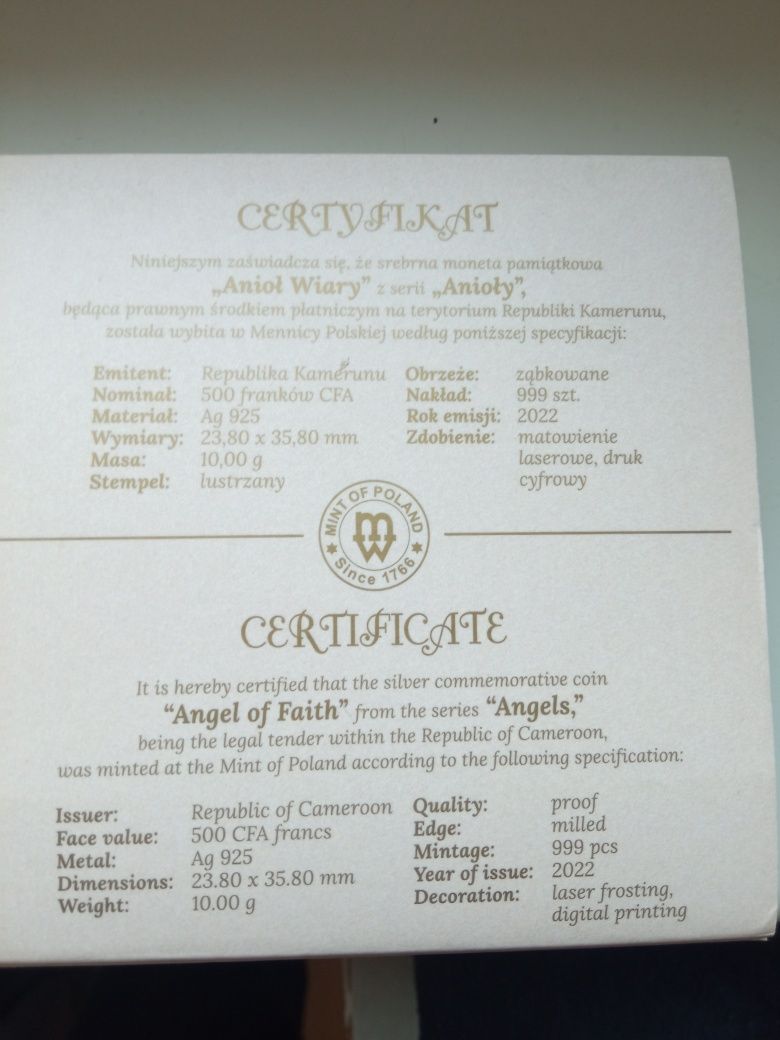 CERTYFIKAT
Niniejszym zaświadcza się, że srebrna moneta pamiątkowa
„Anioł Wiary” z serii „Anioły”,
będąca prawnym środkiem płatniczym na terytorium Republiki Kamerunu,
została wybita w Mennicy Polskiej według poniższej specyfikacji:
Emitent: Republika Kamerunu Obrzeże: ząbkowane
Nominał: 500 franków CFA Nakład: 999 szt.
Materiał: Ag 925 Rok emisji: 2022
Wymiary: 23,80 x 35,80 mm Zdobienie: matowienie
Masa: 10,00 g laserowe, druk
Stempel: lustrzany cyfrowy
MINT OF POLAND
mw
Since 1766
CERTIFICATE
It is hereby certified that the silver commemorative coin
“Angel of Faith” from the series “Angels,”
being the legal tender within the Republic of Cameroon,
was minted at the Mint of Poland according to the following specification:
Issuer: Republic of Cameroon Quality: proof
Face value: 500 CFA francs Edge: milled
Metal: Ag 925 Mintage: 999 pcs
Dimensions: 23.80 x 35.80 mm Year of issue: 2022
Weight: 10.00 g Decoration: laser frosting,
digital printing